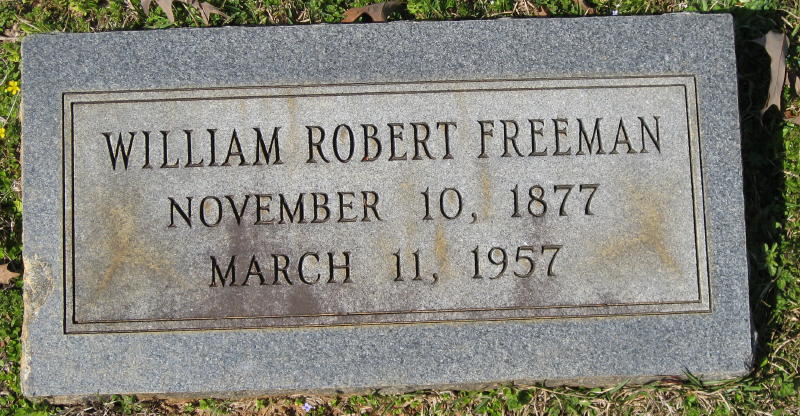 WILLIAM ROBERT FREEMAN
NOVEMBER 10, 1877
MARCH 11, 1957